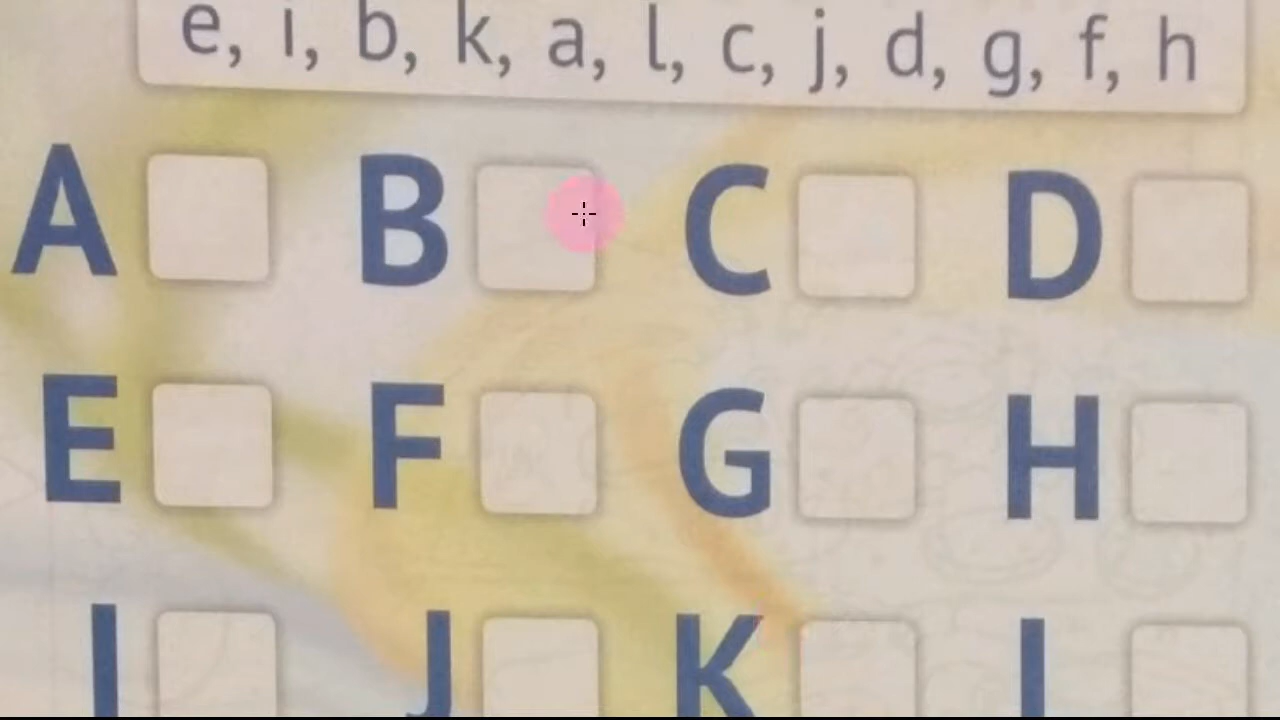 e, i, b, k, a, l, c, j, d, g, f, h
A B C D
E F G H
I J K L